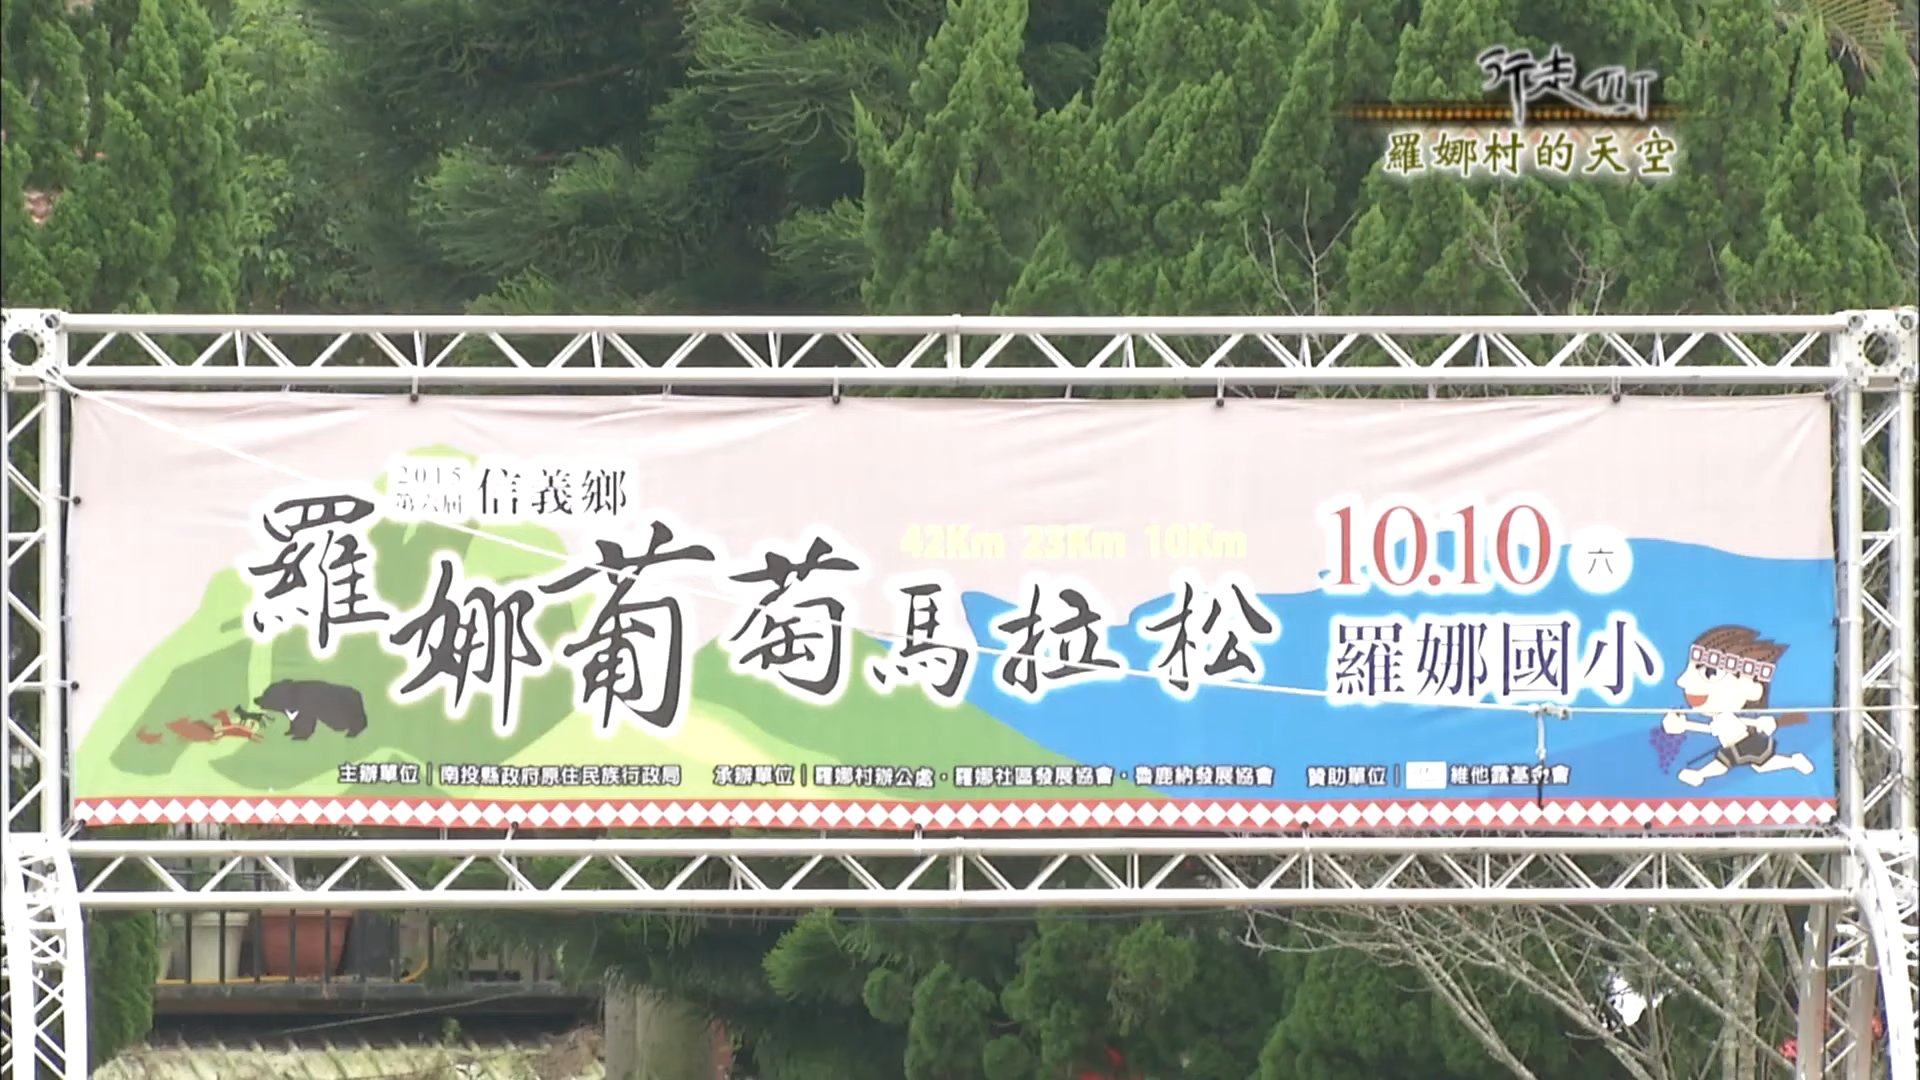 行走TIT
羅娜村的天空
2015
第六屆
信義鄉
羅娜葡萄馬拉松
42Km 23Km 10Km
10.10 六
羅娜國小
主辦單位｜南投縣政府原住民族行政局 承辦單位｜羅娜村辦公處・羅娜社區發展協會・魯鹿納發展協會 贊助單位｜維他露基金會